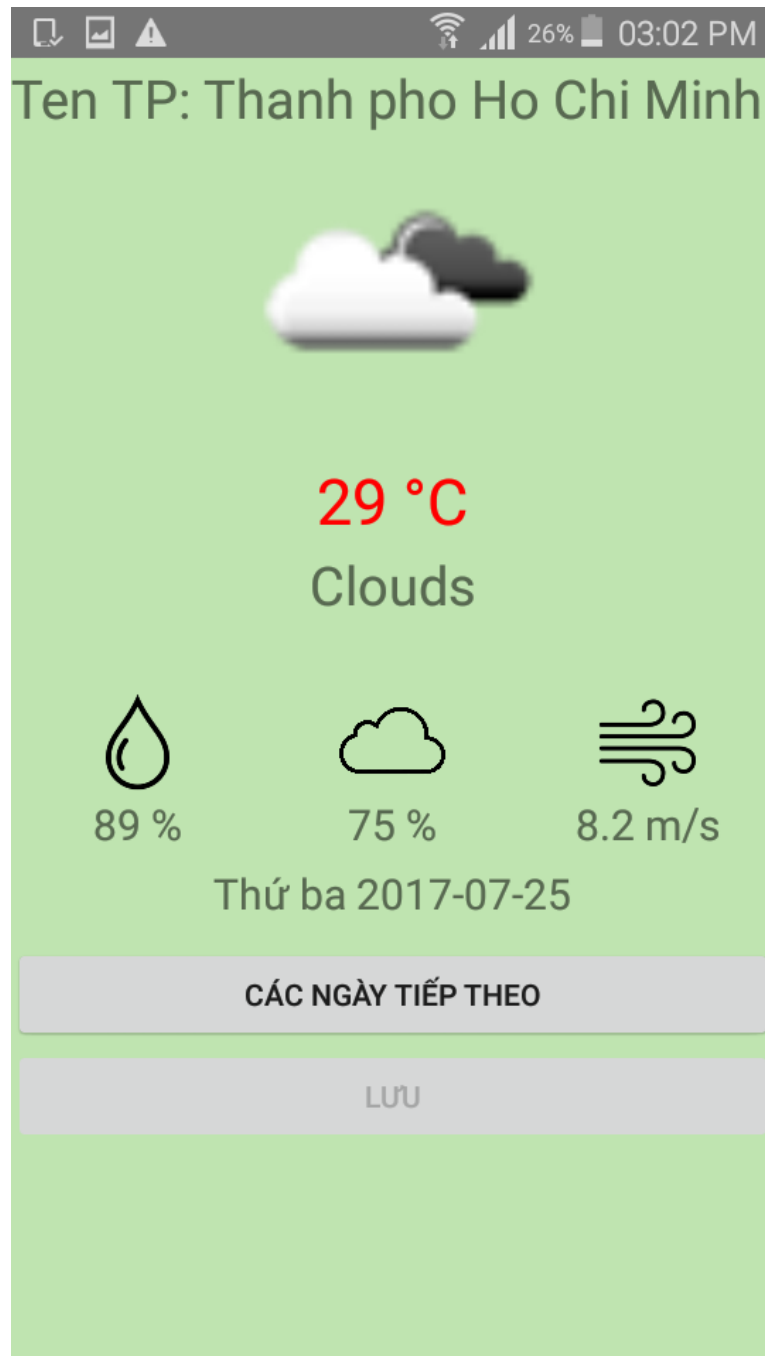 26% 03:02 PM
Ten TP: Thanh pho Ho Chi Minh
29 °C
Clouds
89 % 75 % 8.2 m/s
Thứ ba 2017-07-25
CÁC NGÀY TIẾP THEO
LƯU